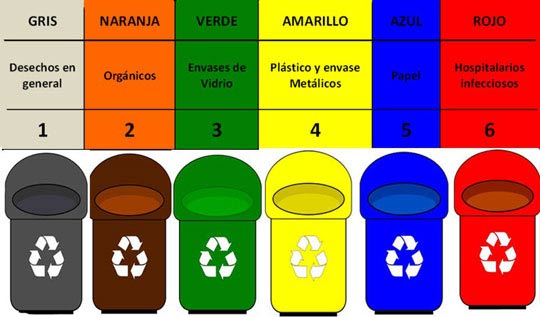 GRIS NARANJA VERDE AMARILLO AZUL ROJO
Desechos en general Orgánicos Envases de Vidrio Plástico y envase Metálicos Papel Hospitalarios infecciosos
1 2 3 4 5 6